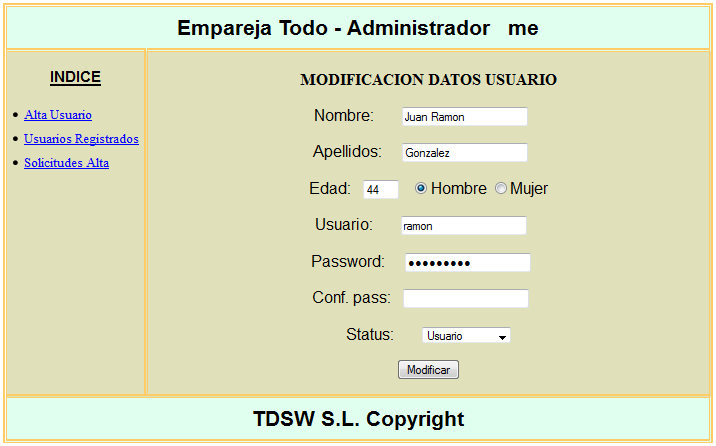 Empareja Todo - Administrador me
INDICE
Alta Usuario
Usuarios Registrados
Solicitudes Alta
MODIFICACION DATOS USUARIO
Nombre: Juan Ramon
Apellidos: Gonzalez
Edad: 44 Hombre Mujer
Usuario: ramon
Password: •••••••••
Conf. pass:
Status: Usuario
Modificar
TDSW S.L. Copyright